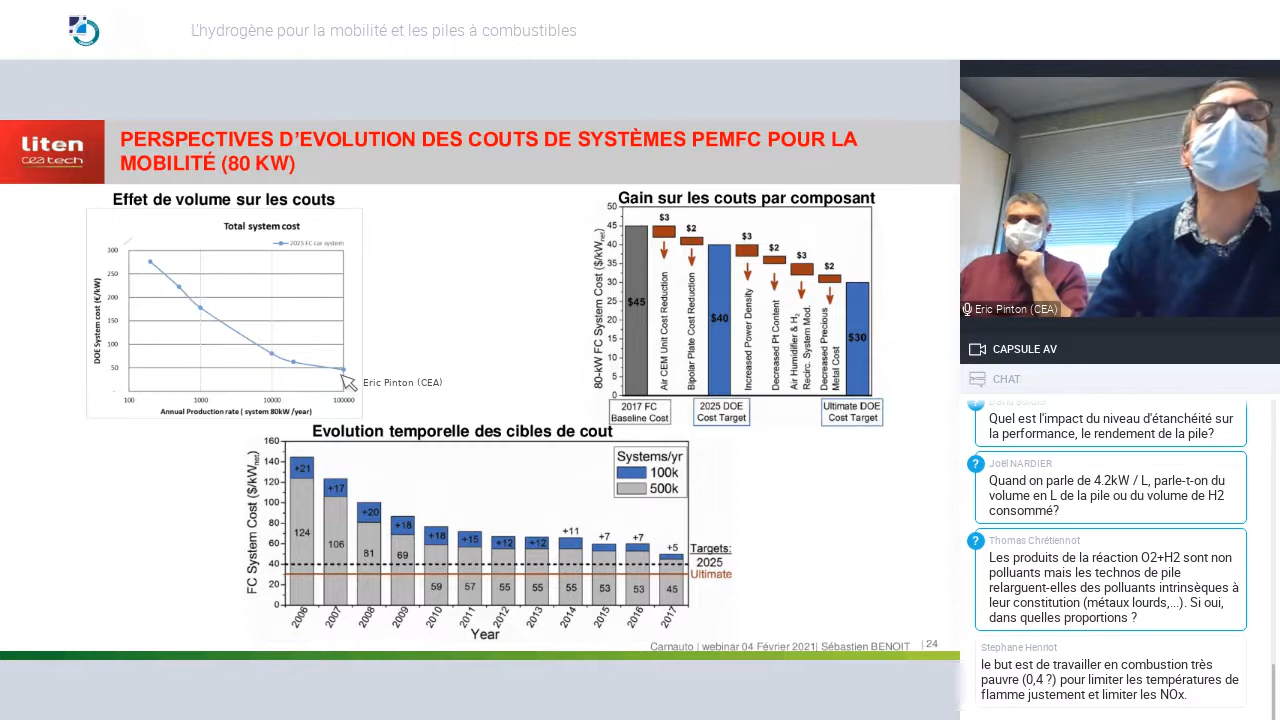 L'hydrogène pour la mobilité et les piles à combustibles
liten
ceatech
PERSPECTIVES D'EVOLUTION DES COUTS DE SYSTÈMES PEMFC POUR LA
MOBILITÉ (80 KW)
Effet de volume sur les couts
Total system cost
2025 FC car system
DOE System cost (€/kW)
300
250
200
150
100
50
-
100
1000
10000
100000
Annual Production rate ( system 80kW /year)
Eric Pinton (CEA)
Gain sur les couts par composant
80-kW FC System Cost ($/kWnet)
50
45
40
35
30
25
20
15
10
5
0
$45
$3
Air CEM Unit Cost Reduction
$2
Bipolar Plate Cost Reduction
$40
$3
Increased Power Density
$2
Decreased Pt Content
$3
Air Humidifier & H2
Recirc. System Mod.
$2
Decreased Precious
Metal Cost
$30
2017 FC
Baseline Cost
2025 DOE
Cost Target
Ultimate DOE
Cost Target
Evolution temporelle des cibles de cout
FC System Cost ($/kWnet)
160
140
120
100
80
60
40
20
0
Systems/yr
100k
500k
+21
+17
+20
+18
+18
+15
+12
+12
+11
+7
+7
+5
124
106
81
69
59
57
55
55
55
53
53
45
Targets:
2025
Ultimate
2006
2007
2008
2009
2010
2011
2012
2013
2014
2015
2016
2017
Year
Carnauto | webinar 04 Février 2021| Sébastien BENOIT
| 24
Eric Pinton (CEA)
CAPSULE AV
CHAT
Quel est l'impact du niveau d'étanchéité sur
la performance, le rendement de la pile?
?
Joël NARDIER
Quand on parle de 4.2kW / L, parle-t-on du
volume en L de la pile ou du volume de H2
consommé?
?
Thomas Chrétiennot
Les produits de la réaction O2+H2 sont non
polluants mais les technos de pile
relarguent-elles des polluants intrinsèques à
leur constitution (métaux lourds,...). Si oui,
dans quelles proportions ?
Stephane Henriot
le but est de travailler en combustion très
pauvre (0,4 ?) pour limiter les températures de
flamme justement et limiter les NOx.